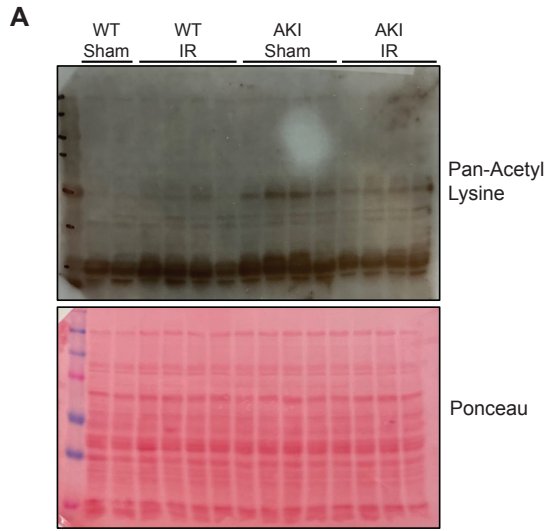 A
WT
Sham
WT
IR
AKI
Sham
AKI
IR
Pan-Acetyl
Lysine
Ponceau